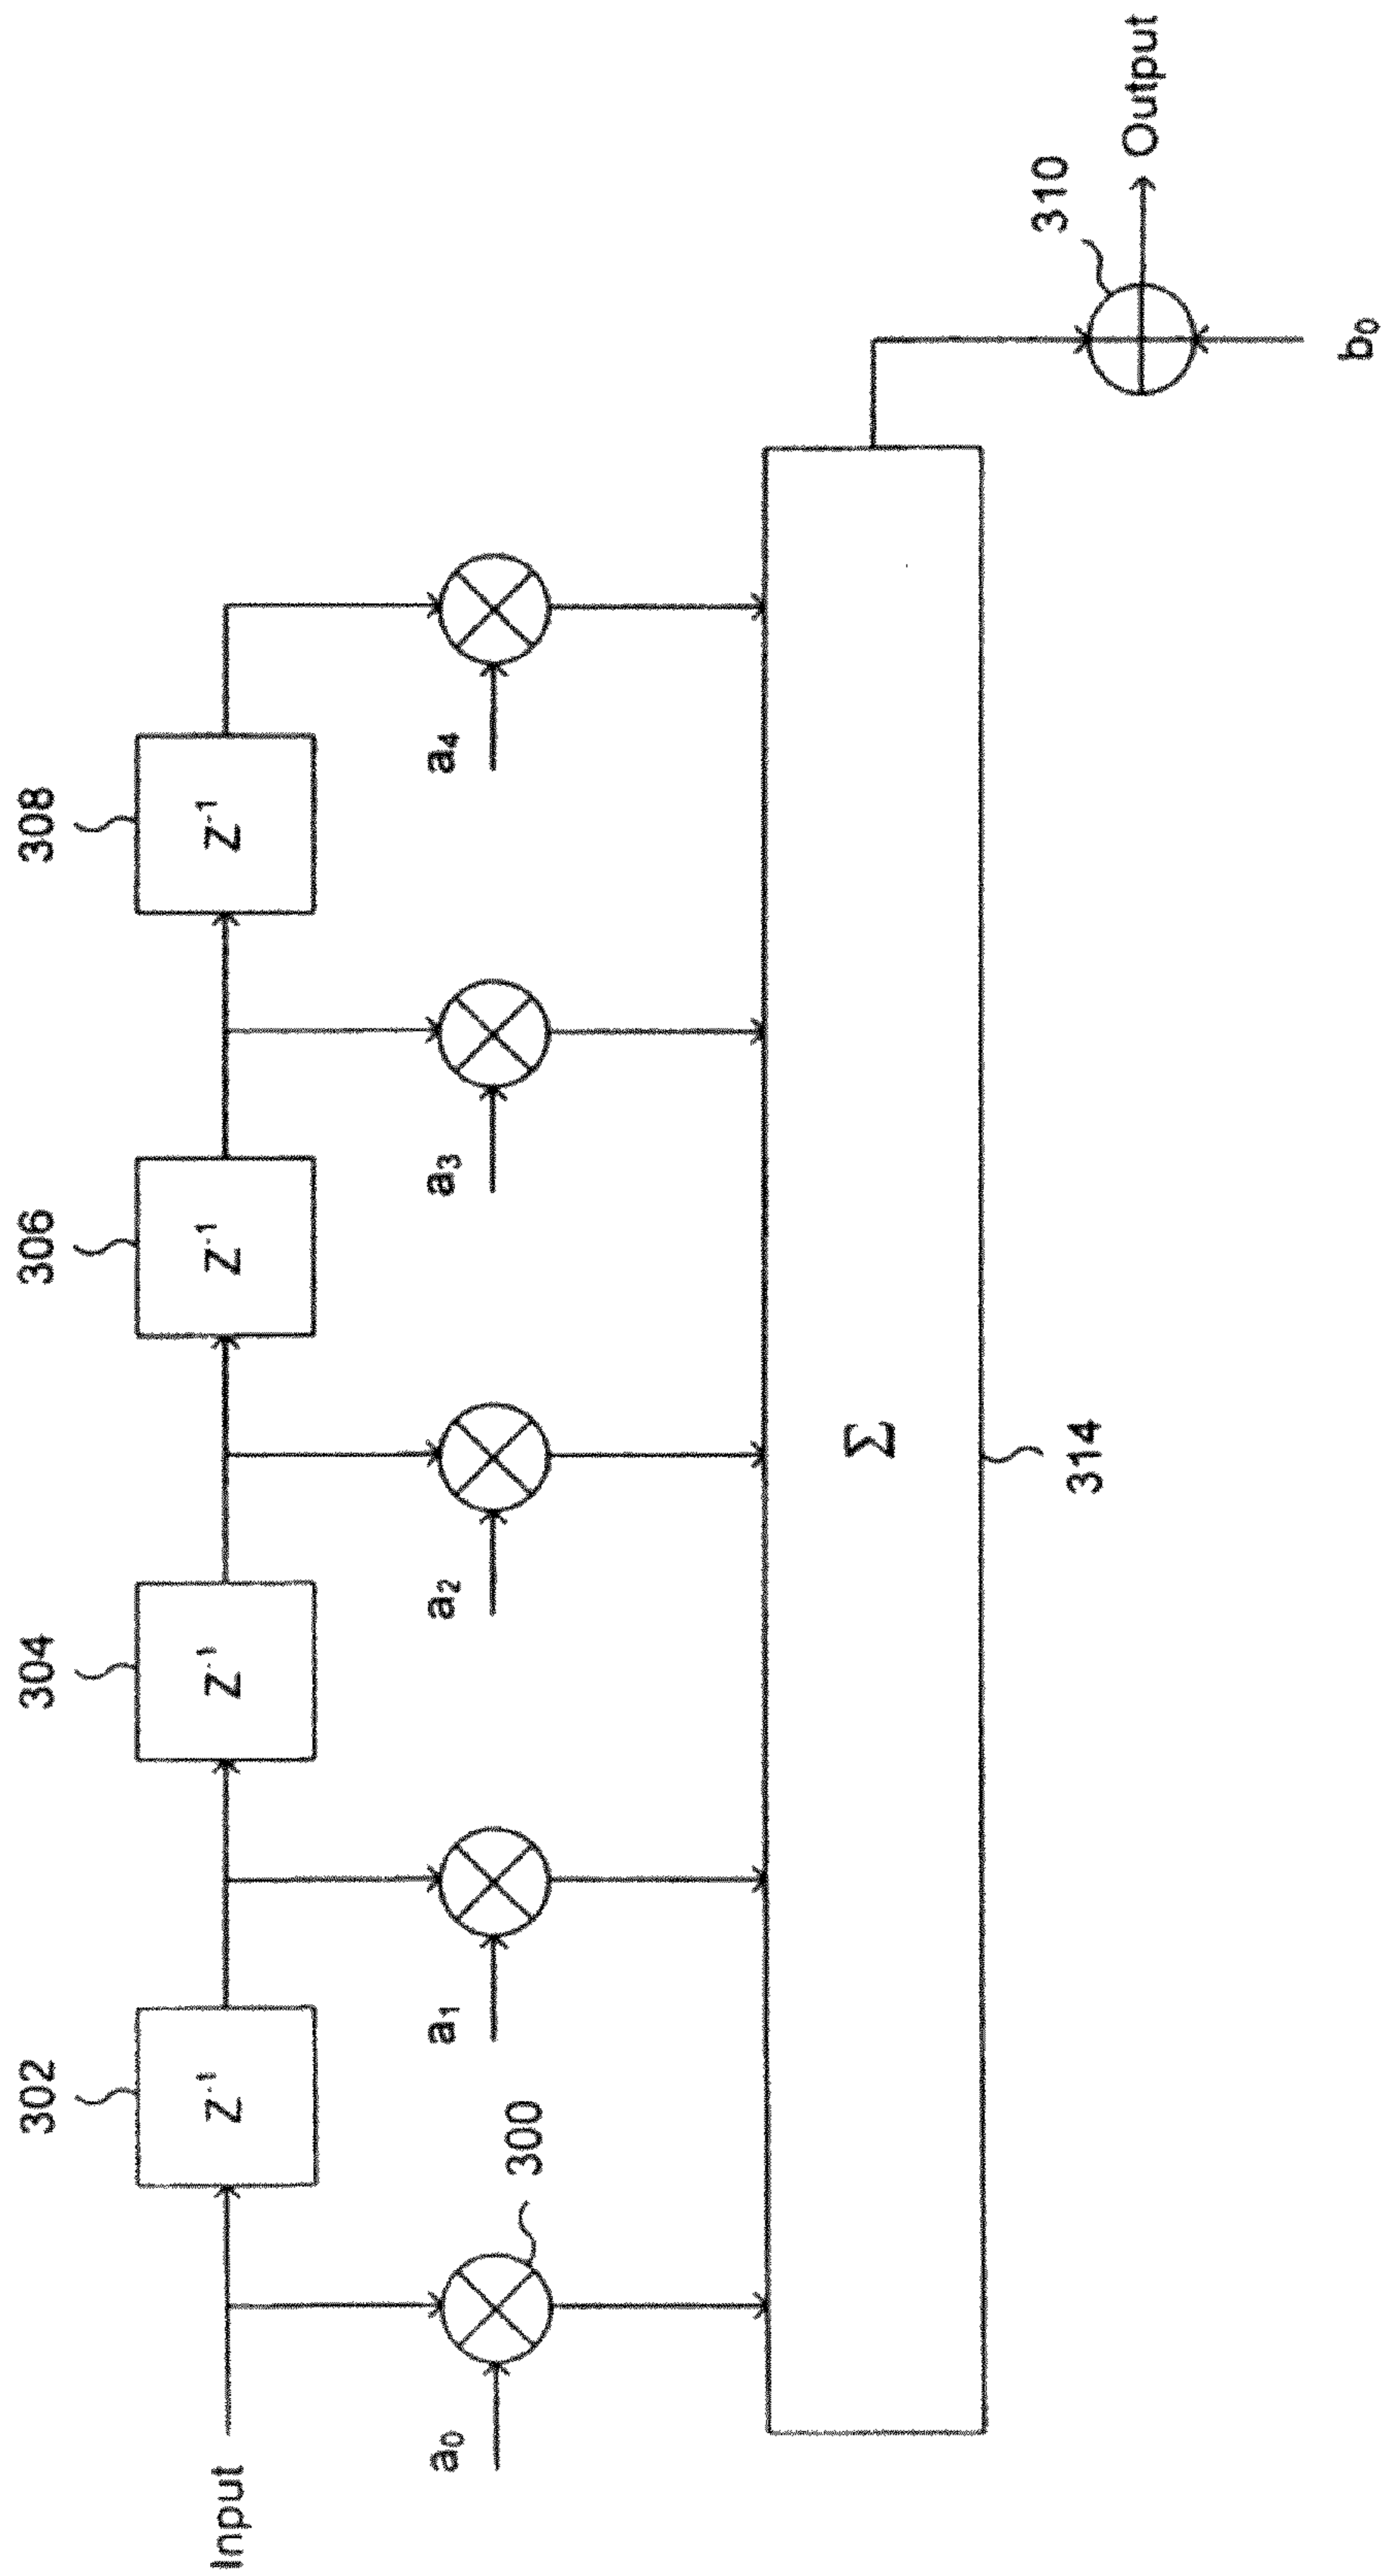 302
304
306
308
Input
Z⁻¹
Z⁻¹
Z⁻¹
Z⁻¹
a₀
a₁
a₂
a₃
a₄
300
Σ
314
310
Output
b₀